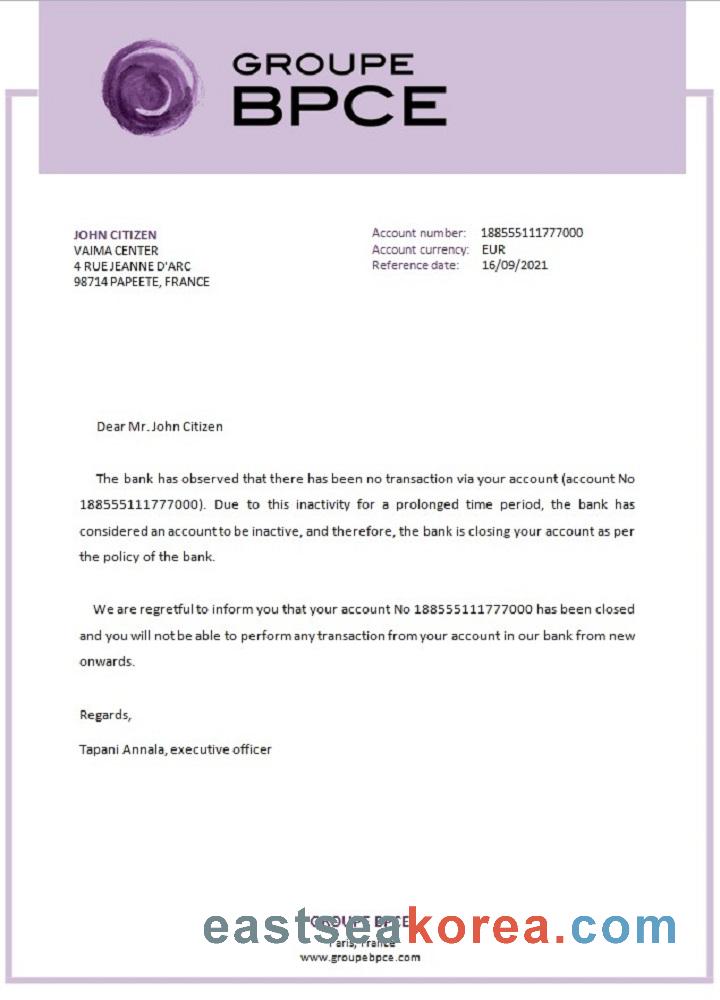 GROUPE
BPCE
JOHN CITIZEN
VAIMA CENTER
4 RUE JEANNE D'ARC
98714 PAPEETE, FRANCE
Account number: 188555111777000
Account currency: EUR
Reference date: 16/09/2021
Dear Mr. John Citizen
The bank has observed that there has been no transaction via your account (account No
188555111777000). Due to this inactivity for a prolonged time period, the bank has
considered an account to be inactive, and therefore, the bank is closing your account as per
the policy of the bank.
We are regretful to inform you that your account No 188555111777000 has been closed
and you will not be able to perform any transaction from your account in our bank from new
onwards.
Regards,
Tapani Annala, executive officer
GROUPE BPCE
eastseakorea.com
Paris, France
www.groupebpce.com